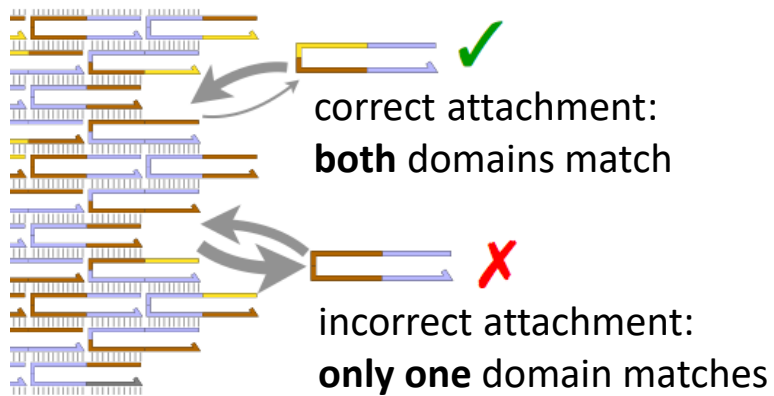 correct attachment:
both domains match
incorrect attachment:
only one domain matches